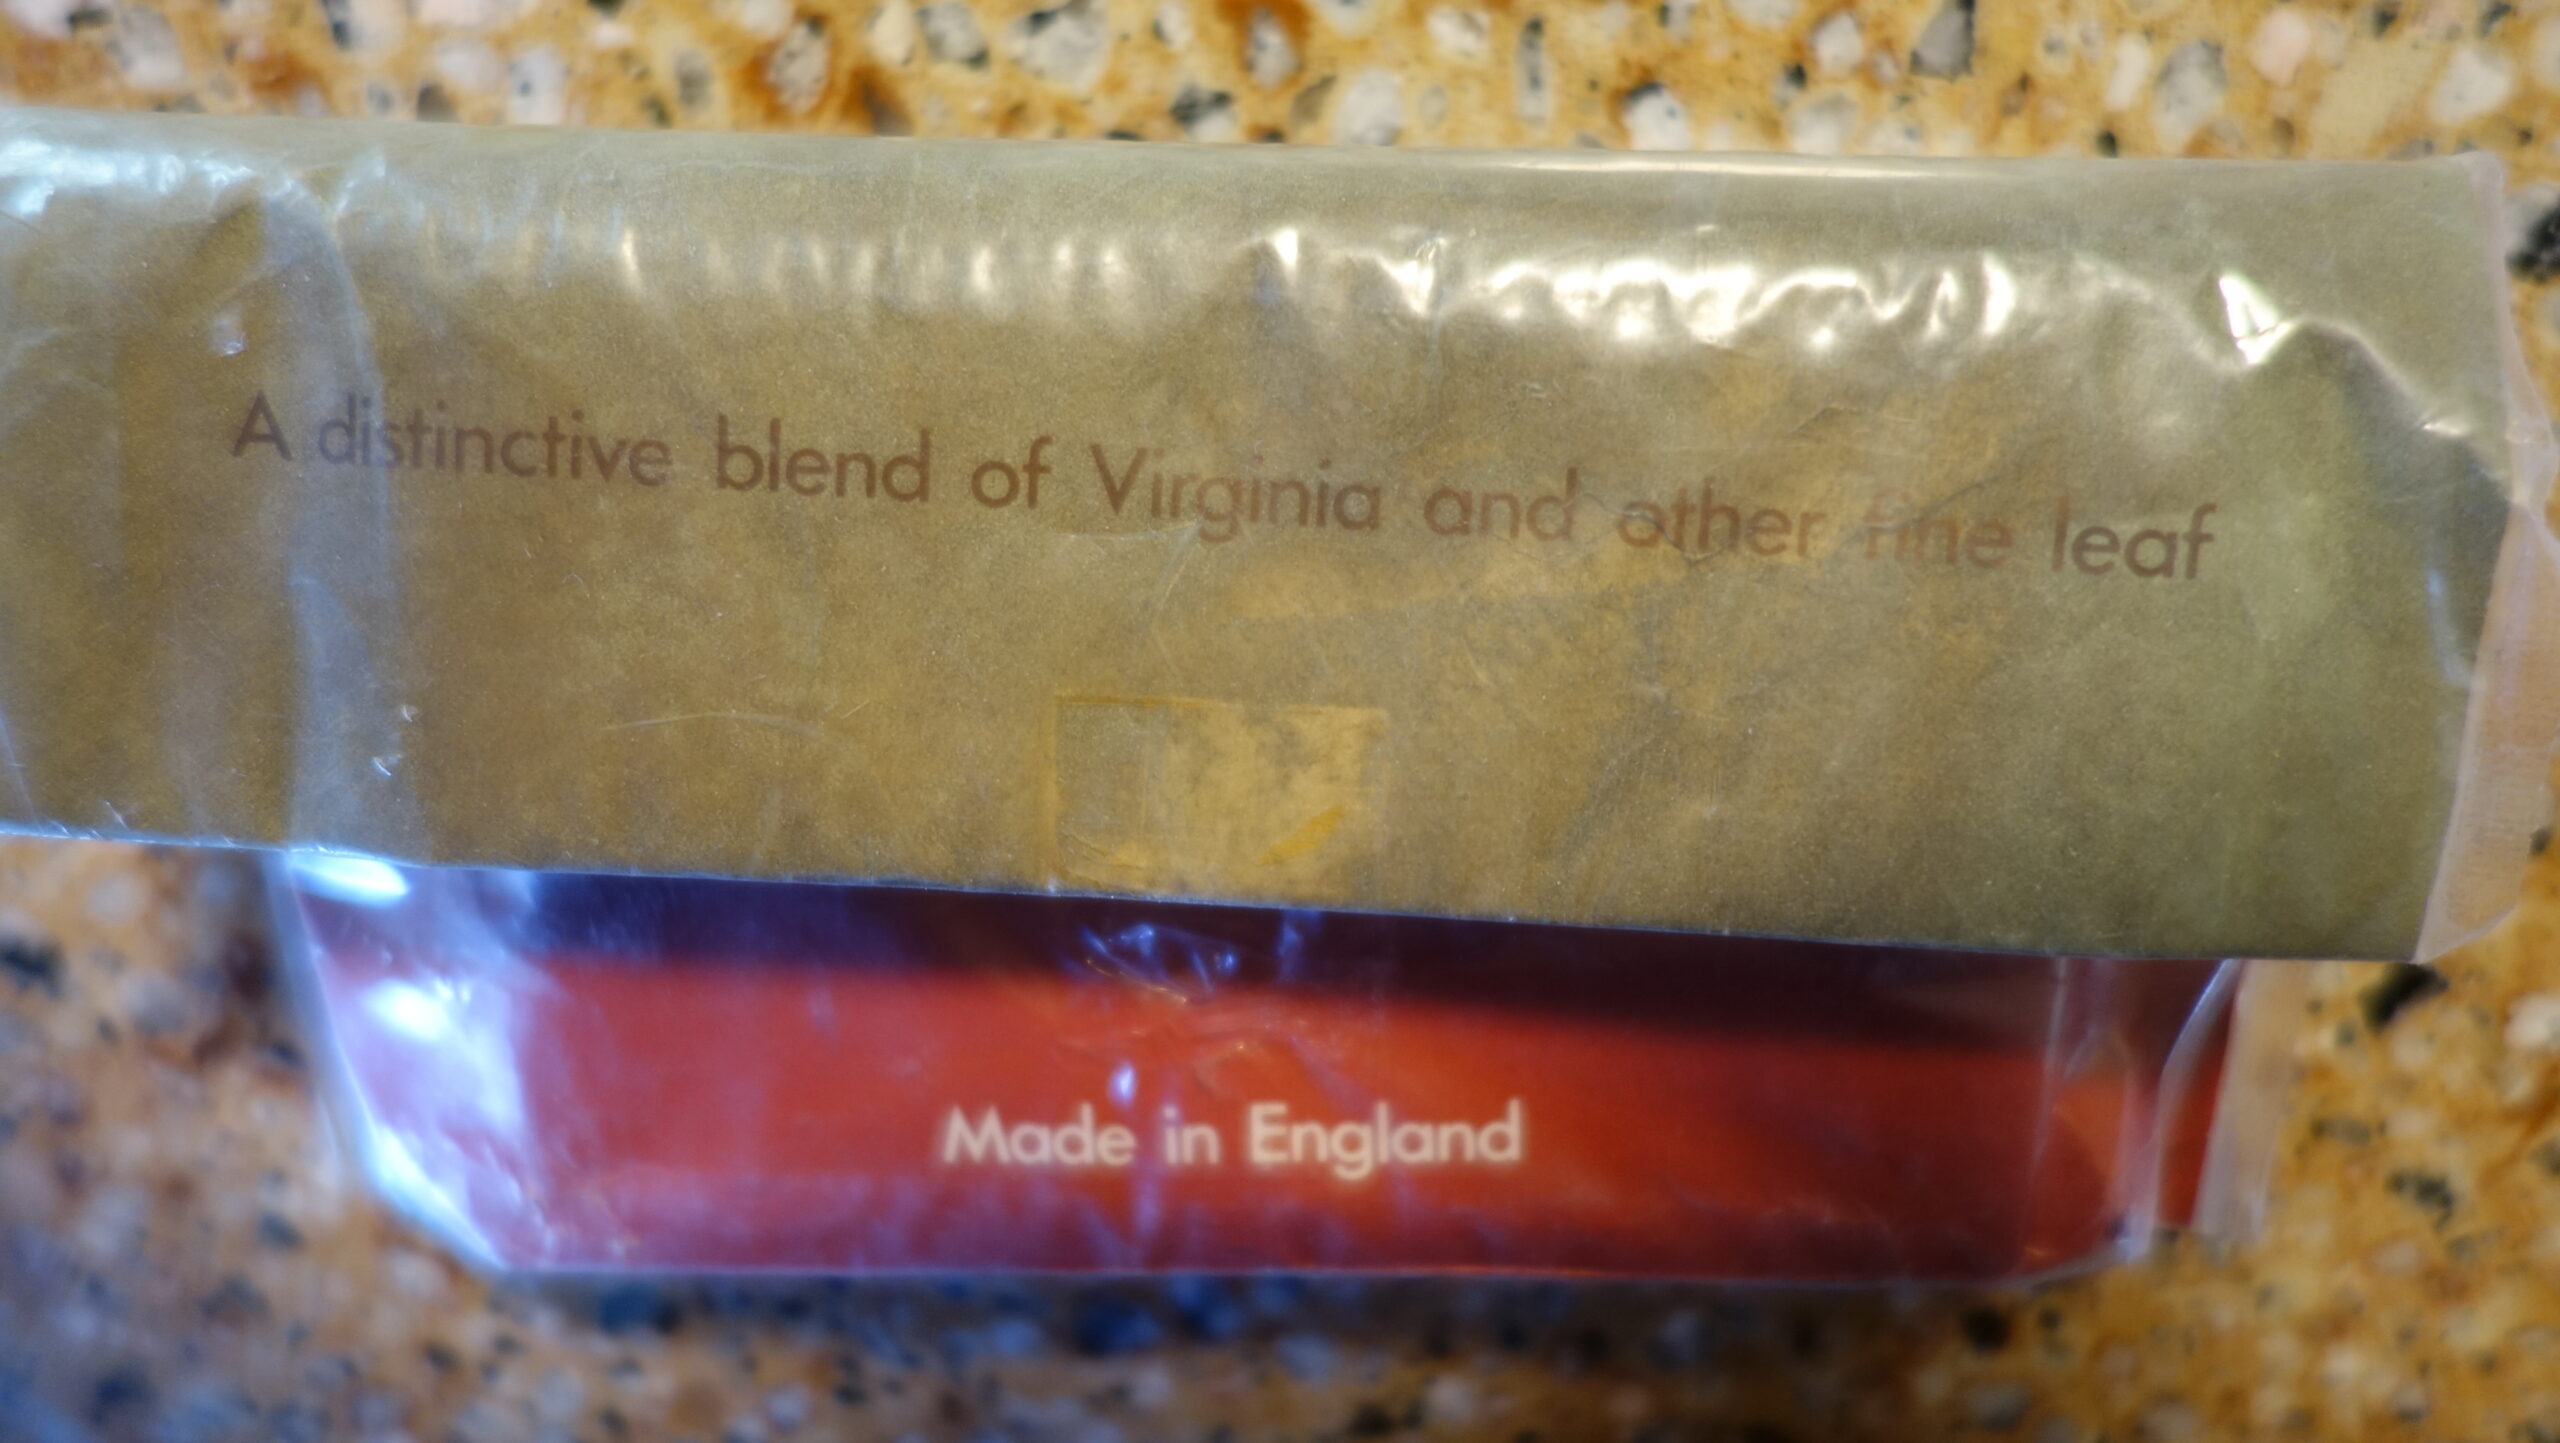 A distinctive blend of Virginia and other fine leaf
Made in England